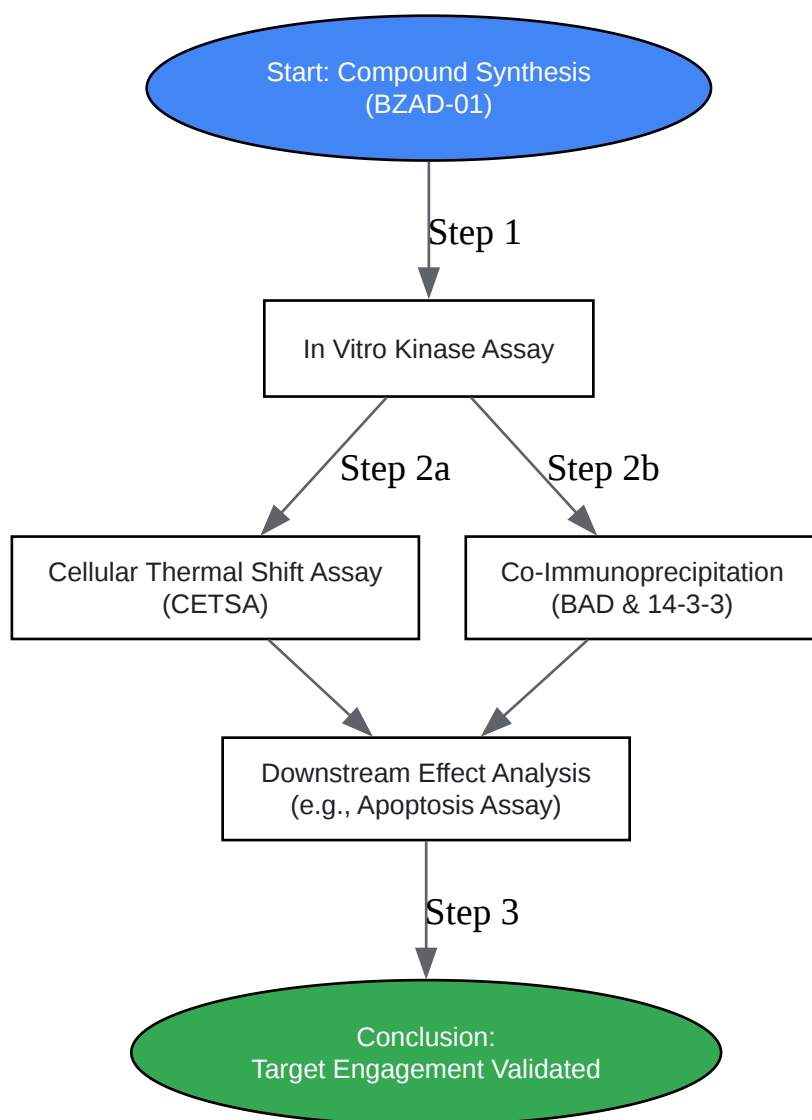 Start: Compound Synthesis
(BZAD-01)
Step 1
In Vitro Kinase Assay
Step 2a
Step 2b
Cellular Thermal Shift Assay
(CETSA)
Co-Immunoprecipitation
(BAD & 14-3-3)
Downstream Effect Analysis
(e.g., Apoptosis Assay)
Step 3
Conclusion:
Target Engagement Validated